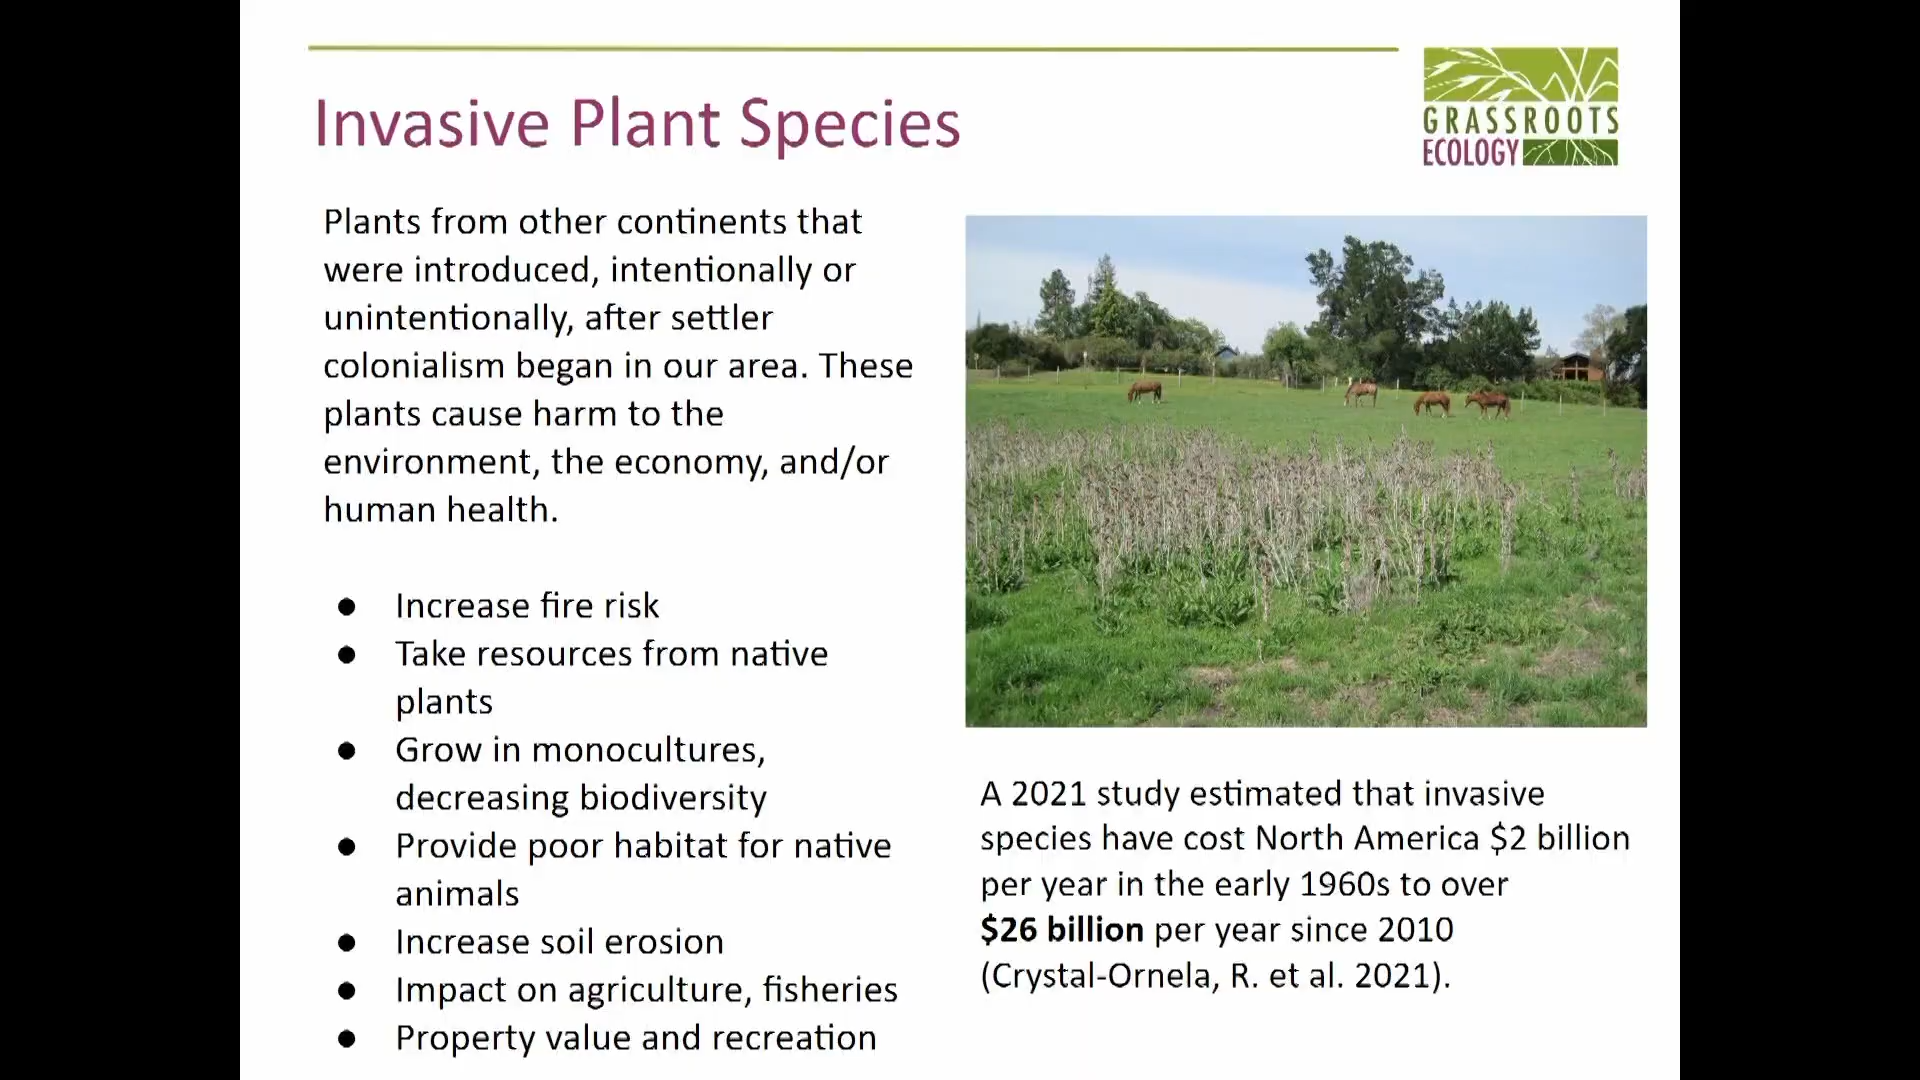 Invasive Plant Species
GRASSROOTS
ECOLOGY
Plants from other continents that
were introduced, intentionally or
unintentionally, after settler
colonialism began in our area. These
plants cause harm to the
environment, the economy, and/or
human health.
● Increase fire risk
● Take resources from native
plants
● Grow in monocultures,
decreasing biodiversity
● Provide poor habitat for native
animals
● Increase soil erosion
● Impact on agriculture, fisheries
● Property value and recreation
A 2021 study estimated that invasive
species have cost North America $2 billion
per year in the early 1960s to over
$26 billion per year since 2010
(Crystal-Ornela, R. et al. 2021).